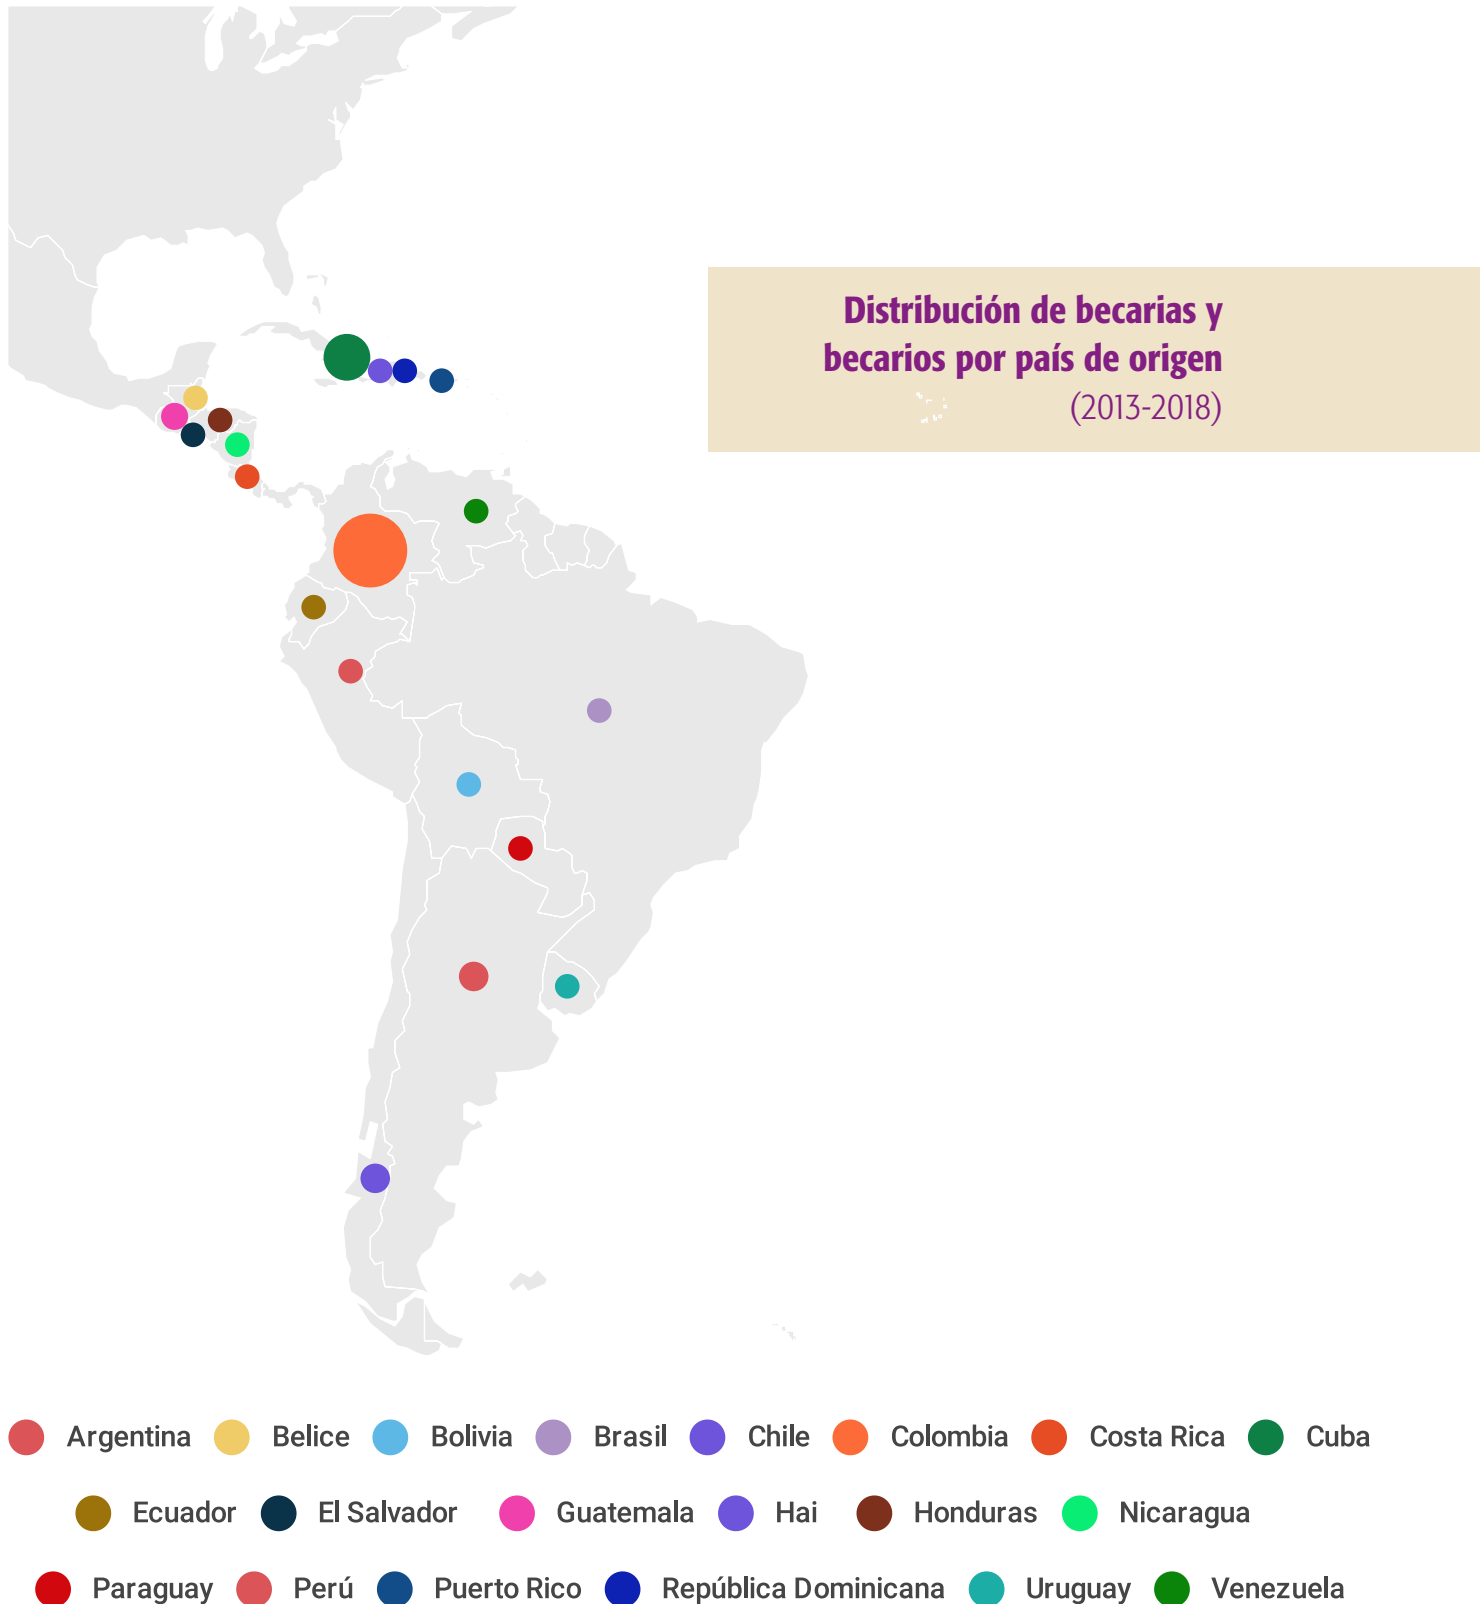 Distribución de becarias y
becarios por país de origen
(2013-2018)
Argentina Belice Bolivia Brasil Chile Colombia Costa Rica Cuba
Ecuador El Salvador Guatemala Hai Honduras Nicaragua
Paraguay Perú Puerto Rico República Dominicana Uruguay Venezuela